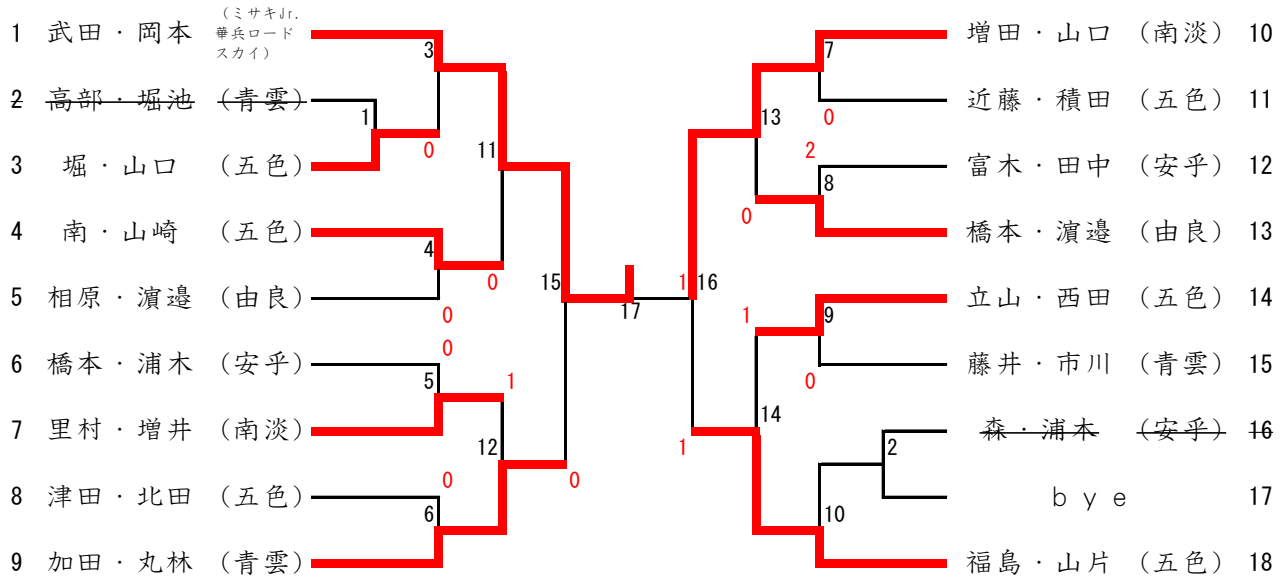 1 武田・岡本 (ミサキJr.
華兵ロード
スカイ)
2 高部・堀池 (青雲)
3 堀・山口 (五色)
4 南・山崎 (五色)
5 相原・濵邉 (由良)
6 橋本・浦木 (安乎)
7 里村・増井 (南淡)
8 津田・北田 (五色)
9 加田・丸林 (青雲)
3
1
0
11
4
0
15
0
0
5
1
12
0
0
6
17
1
16
7
13
0
2
8
0
1
9
0
14
1
2
10
増田・山口 (南淡) 10
近藤・積田 (五色) 11
富木・田中 (安乎) 12
橋本・濵邉 (由良) 13
立山・西田 (五色) 14
藤井・市川 (青雲) 15
森・浦本 (安乎) 16
bye 17
福島・山片 (五色) 18